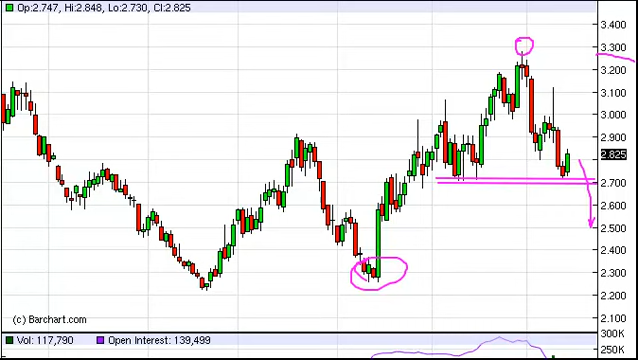 Op:2.747, Hi:2.848, Lo:2.730, Cl:2.825
3.400
3.300
3.200
3.100
3.000
2.900
2.825
2.700
2.600
2.500
2.400
2.300
2.200
2.100
(c) Barchart.com
Vol: 117,790 Open Interest: 139,499
300K
250K